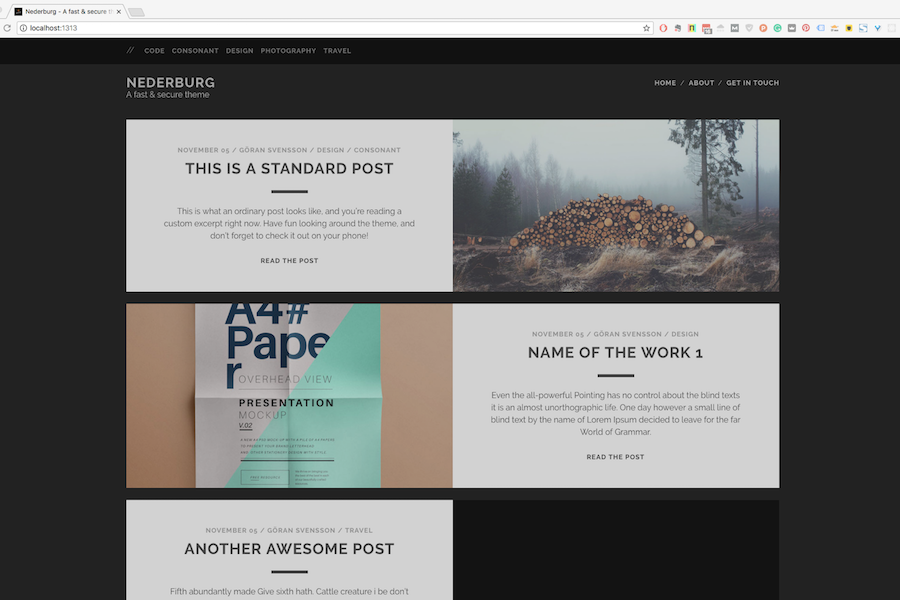 Nederburg - A fast & secure t
localhost:1313
// CODE CONSONANT DESIGN PHOTOGRAPHY TRAVEL
NEDERBURG
A fast & secure theme
HOME / ABOUT / GET IN TOUCH
NOVEMBER 05 / GÖRAN SVENSSON / DESIGN / CONSONANT
THIS IS A STANDARD POST
This is what an ordinary post looks like, and you're reading a
custom excerpt right now. Have fun looking around the theme, and
don't forget to check it out on your phone!
READ THE POST
A4#
Pape
r
OVERHEAD VIEW
PRESENTATION
MOCKUP
V.02
NOVEMBER 05 / GÖRAN SVENSSON / DESIGN
NAME OF THE WORK 1
Even the all-powerful Pointing has no control about the blind texts
it is an almost unorthographic life. One day however a small line of
blind text by the name of Lorem Ipsum decided to leave for the far
World of Grammar.
READ THE POST
NOVEMBER 05 / GÖRAN SVENSSON / TRAVEL
ANOTHER AWESOME POST
Fifth abundantly made Give sixth hath. Cattle creature i be don't